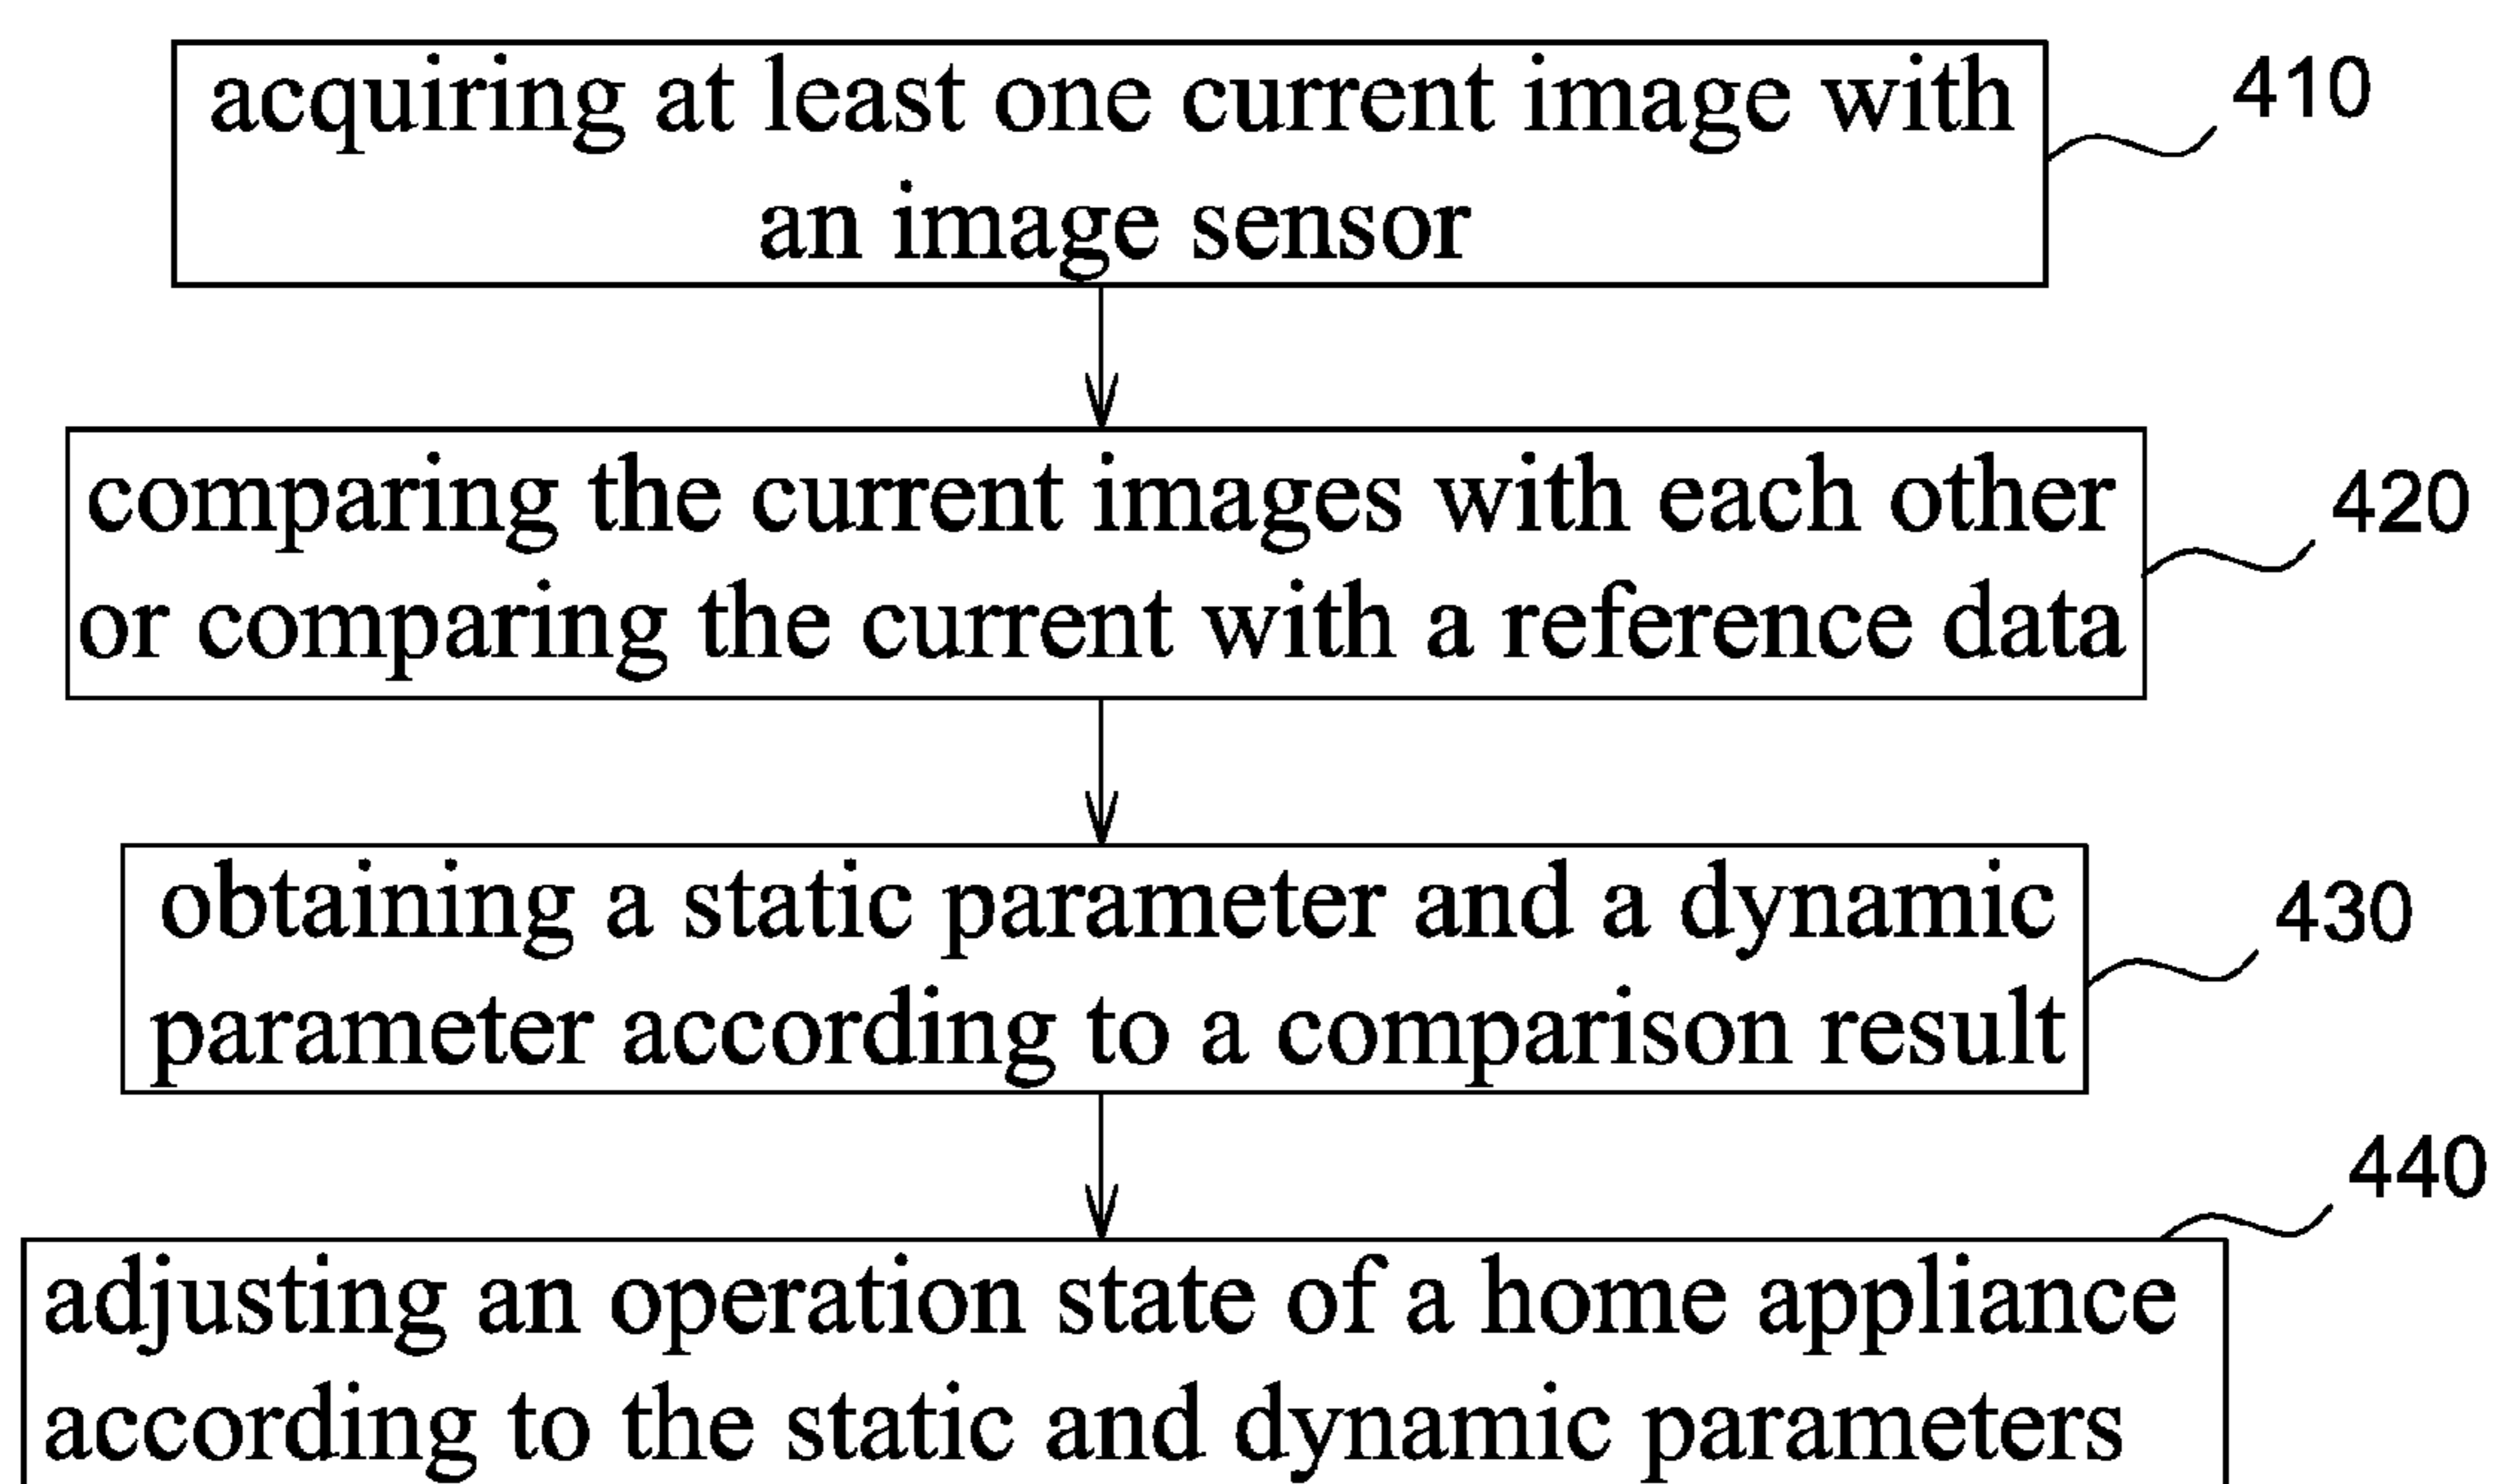 acquiring at least one current image with
an image sensor
410
comparing the current images with each other
or comparing the current with a reference data
420
obtaining a static parameter and a dynamic
parameter according to a comparison result
430
440
adjusting an operation state of a home appliance
according to the static and dynamic parameters